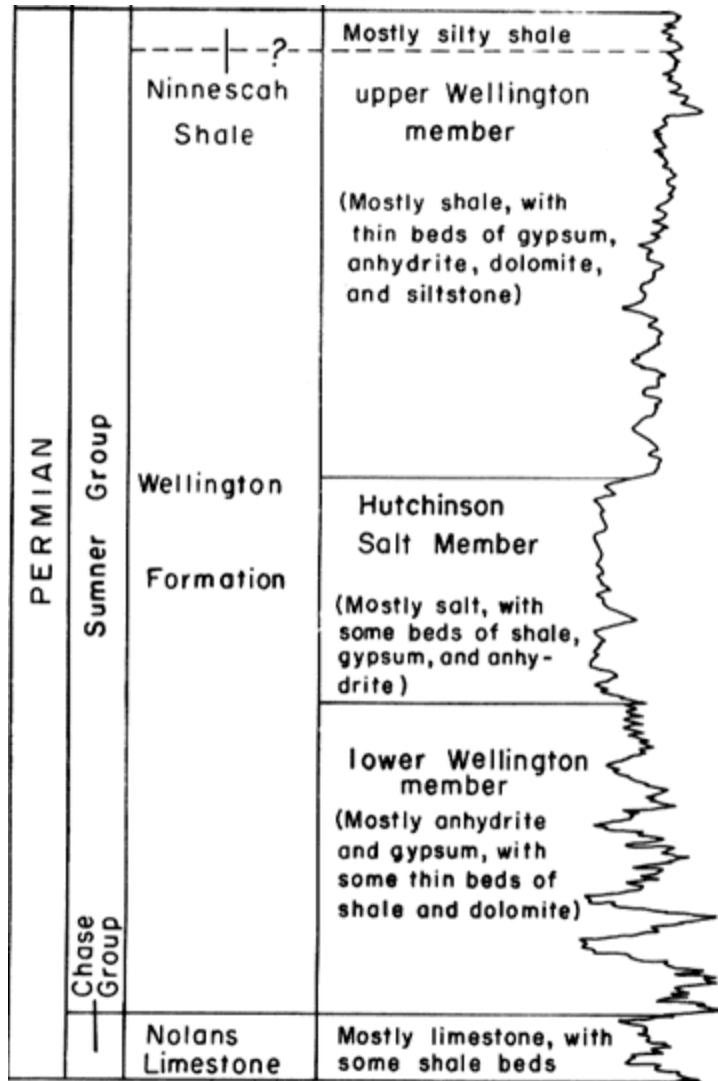 PERMIAN
Sumner Group
Chase
Group
?
Ninnescah
Shale
Wellington
Formation
Nolans
Limestone
Mostly silty shale
upper Wellington
member
(Mostly shale, with
thin beds of gypsum,
anhydrite, dolomite,
and siltstone)
Hutchinson
Salt Member
(Mostly salt, with
some beds of shale,
gypsum, and anhy-
drite)
lower Wellington
member
(Mostly anhydrite
and gypsum, with
some thin beds of
shale and dolomite)
Mostly limestone, with
some shale beds